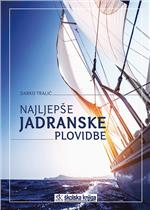 DARKO TRALIĆ
NAJLJEPŠE
JADRANSKE
PLOVIDBE
školska knjiga